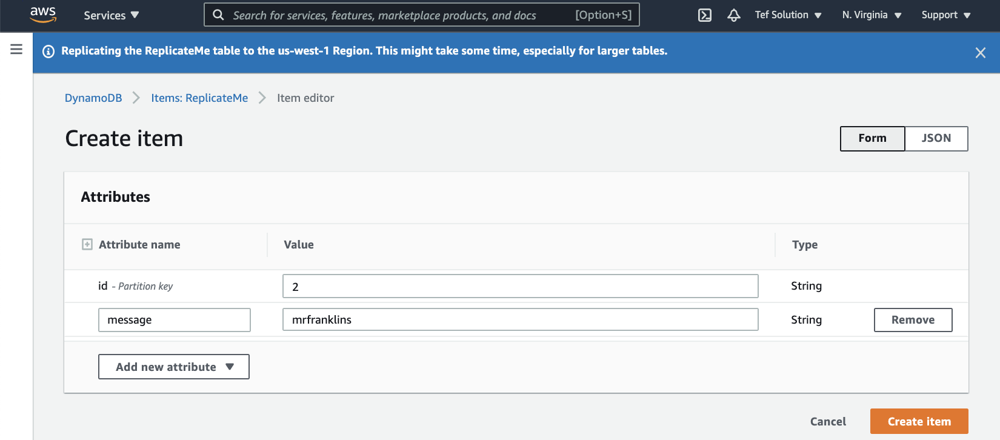 aws Services Search for services, features, marketplace products, and docs [Option+S] Tef Solution N. Virginia Support
Replicating the ReplicateMe table to the us-west-1 Region. This might take some time, especially for larger tables.
DynamoDB Items: ReplicateMe Item editor
Create item Form JSON
Attributes
Attribute name Value Type
id - Partition key 2 String
message mrfranklins String Remove
Add new attribute
Cancel Create item